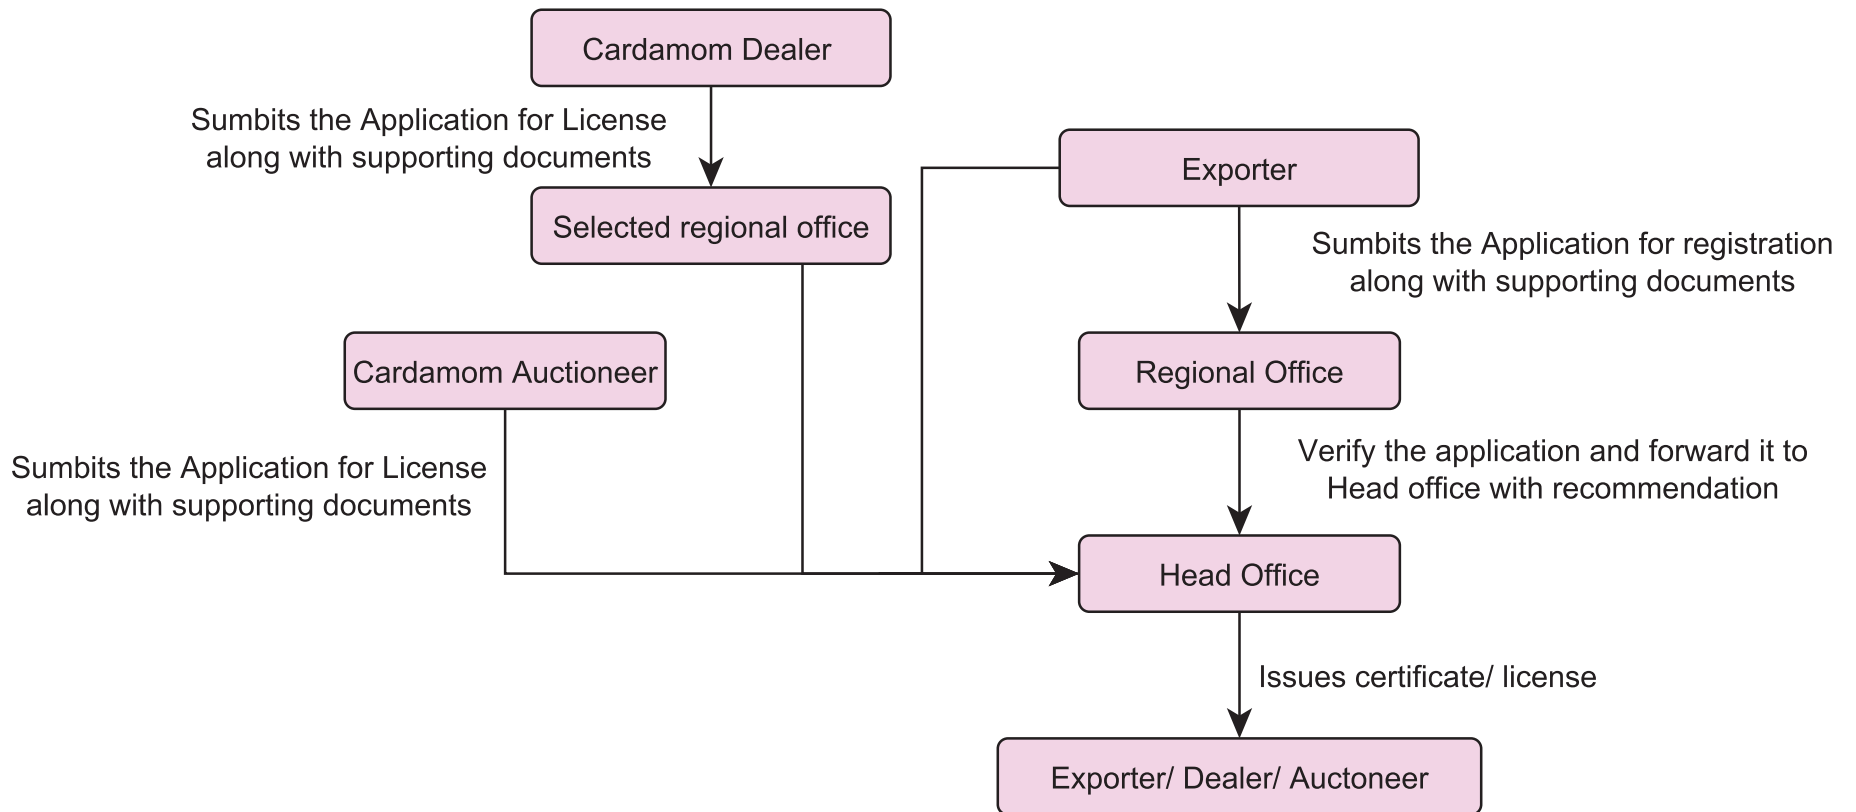 Cardamom Dealer
Sumbits the Application for License
along with supporting documents
Exporter
Selected regional office
Sumbits the Application for registration
along with supporting documents
Cardamom Auctioneer
Regional Office
Sumbits the Application for License
along with supporting documents
Verify the application and forward it to
Head office with recommendation
Head Office
Issues certificate/ license
Exporter/ Dealer/ Auctoneer